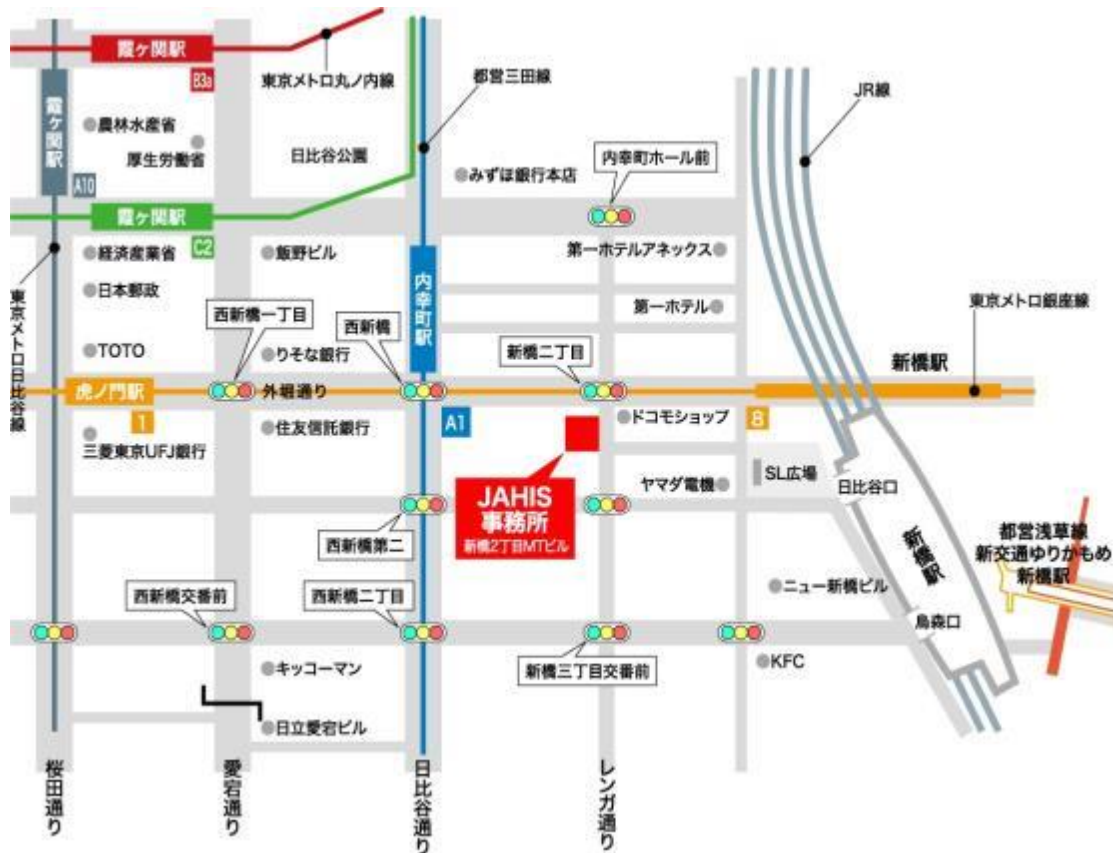 霞ヶ関駅
B3a
東京メトロ丸ノ内線
都営三田線
JR線
霞ヶ関駅
農林水産省
厚生労働省
日比谷公園
内幸町ホール前
みずほ銀行本店
A10
霞ヶ関駅
C2
経済産業省
飯野ビル
第一ホテルアネックス
内幸町駅
日本郵政
東京メトロ日比谷線
西新橋一丁目
西新橋
第一ホテル
東京メトロ銀座線
TOTO
りそな銀行
新橋二丁目
新橋駅
虎ノ門駅
外堀通り
1
A1
ドコモショップ
8
三菱東京UFJ銀行
住友信託銀行
ヤマダ電機
SL広場
日比谷口
JAHIS
事務所
新橋2丁目MTビル
西新橋第二
新橋駅
都営浅草線
新交通ゆりかもめ
新橋駅
西新橋交番前
西新橋二丁目
ニュー新橋ビル
烏森口
キッコーマン
新橋三丁目交番前
KFC
日立愛宕ビル
桜田通り
愛宕通り
日比谷通り
レンガ通り